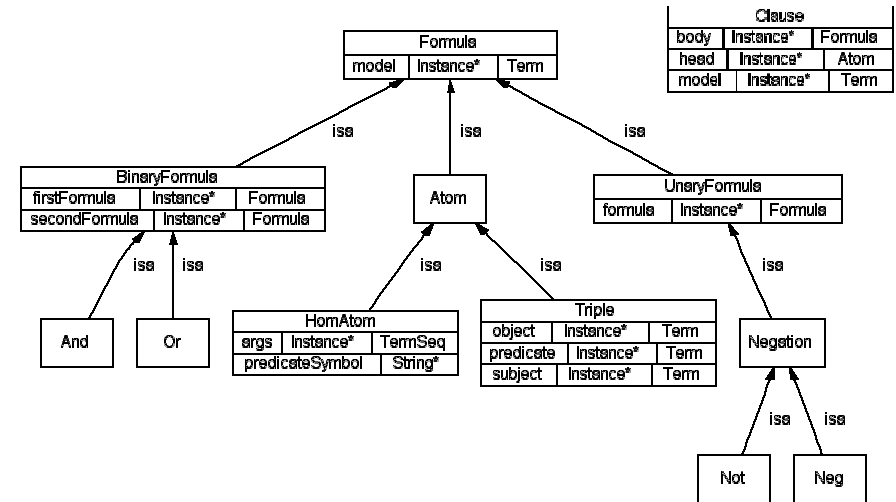 Clause
body Instance* Formula
head Instance* Atom
model Instance* Term
Formula
model Instance* Term
isa
isa
isa
BinaryFormula
firstFormula Instance* Formula
secondFormula Instance* Formula
Atom
UnaryFormula
formula Instance* Formula
isa
isa
isa
isa
isa
And
Or
HornAtom
args Instance* TermSeq
predicateSymbol String*
Triple
object Instance* Term
predicate Instance* Term
subject Instance* Term
Negation
isa
isa
Not
Neg